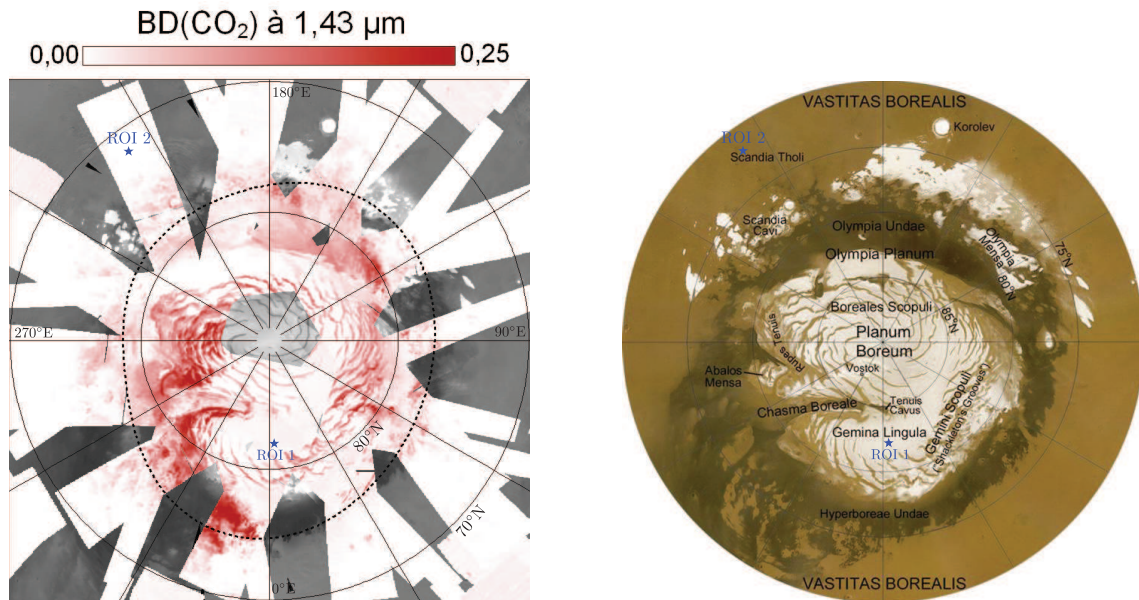 BD(CO₂) à 1,43 µm
0,00
0,25
180°E
ROI 2
270°E
90°E
80°N
ROI 1
70°N
0°E
VASTITAS BOREALIS
Korolev
ROI 2
Scandia Tholi
Scandia
Cavi
Olympia Undae
Olympia
Mensa
75°N
Olympia Planum
80°N
Boreales Scopuli
85°N
Planum
Boreum
Rupes Tenuis
Vostok
Abalos
Mensa
Tenuis
Cavus
Chasma Boreale
Gemini Scopuli
("Shackleton's Grooves")
Gemina Lingula
ROI 1
Hyperboreae Undae
VASTITAS BOREALIS